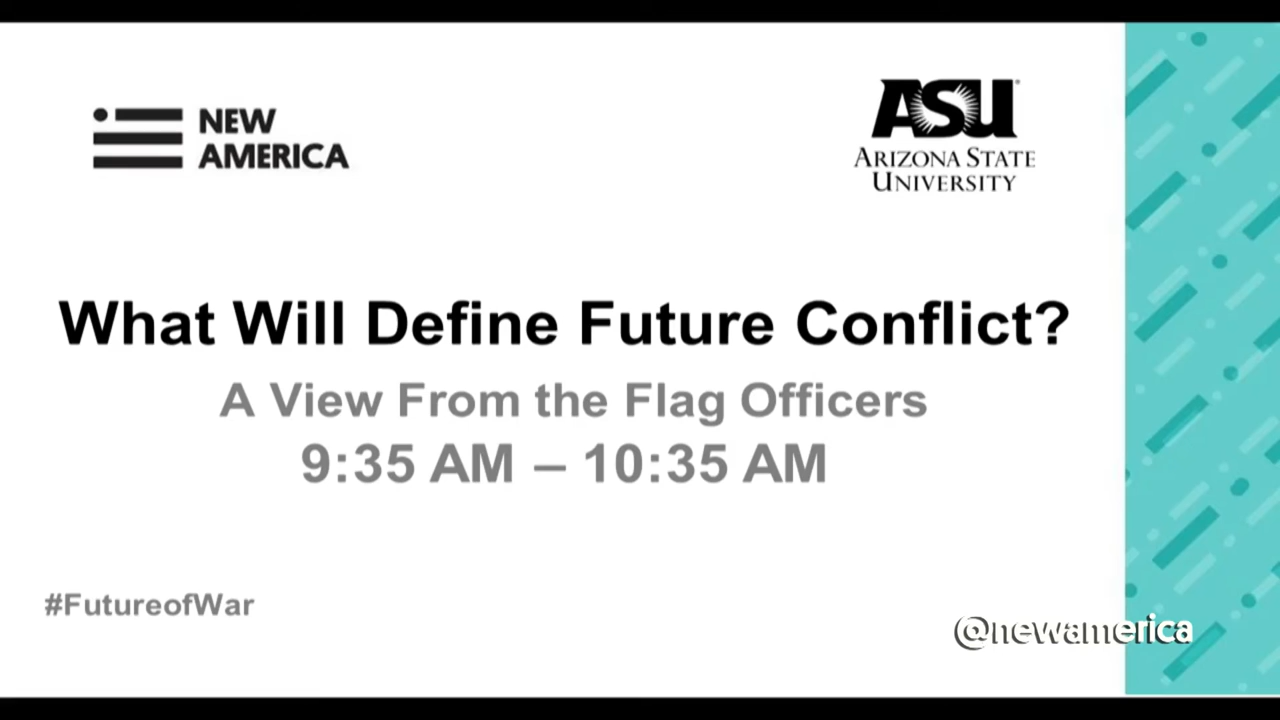 NEW
AMERICA
ASU
ARIZONA STATE
UNIVERSITY
What Will Define Future Conflict?
A View From the Flag Officers
9:35 AM – 10:35 AM
#FutureofWar
@newamerica